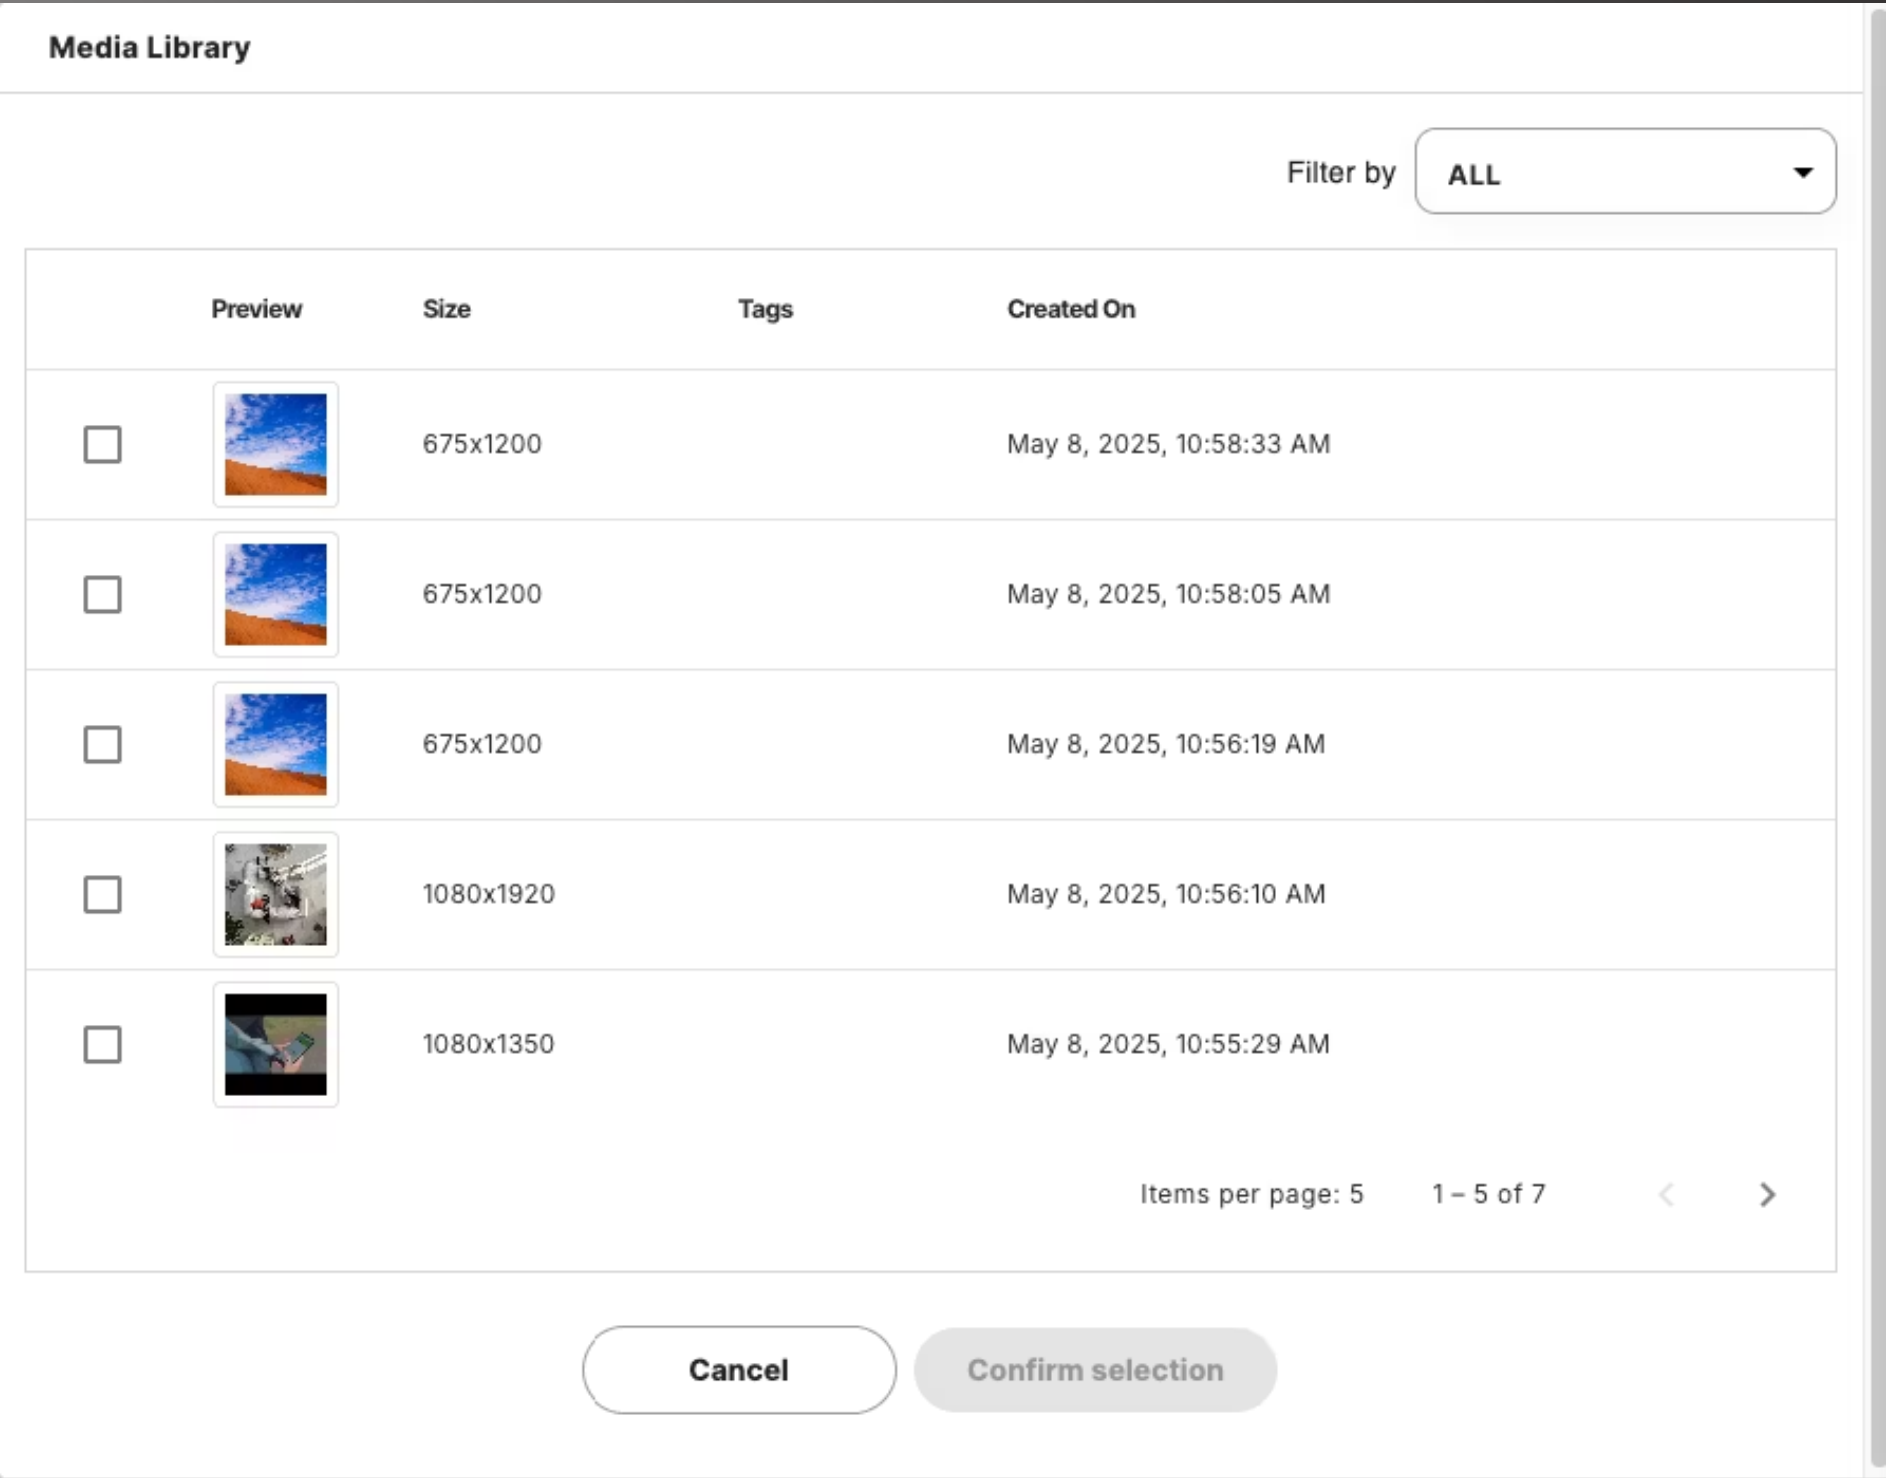 Media Library
Filter by ALL
Preview Size Tags Created On
675x1200 May 8, 2025, 10:58:33 AM
675x1200 May 8, 2025, 10:58:05 AM
675x1200 May 8, 2025, 10:56:19 AM
1080x1920 May 8, 2025, 10:56:10 AM
1080x1350 May 8, 2025, 10:55:29 AM
Items per page: 5 1 – 5 of 7
Cancel Confirm selection